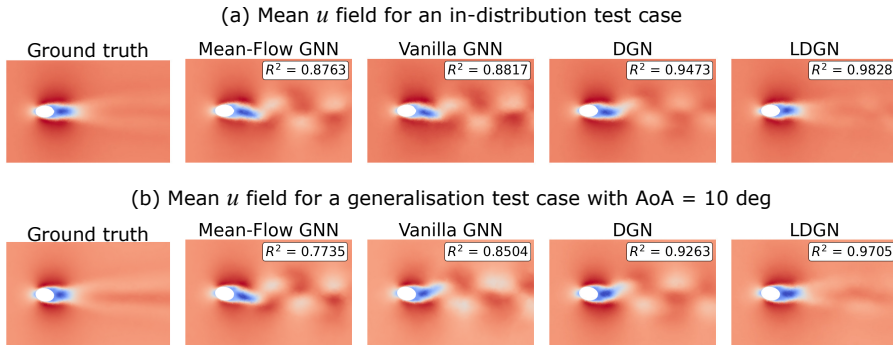 (a) Mean u field for an in-distribution test case
Ground truth
Mean-Flow GNN
Vanilla GNN
DGN
LDGN
R² = 0.8763
R² = 0.8817
R² = 0.9473
R² = 0.9828
(b) Mean u field for a generalisation test case with AoA = 10 deg
Ground truth
Mean-Flow GNN
Vanilla GNN
DGN
LDGN
R² = 0.7735
R² = 0.8504
R² = 0.9263
R² = 0.9705